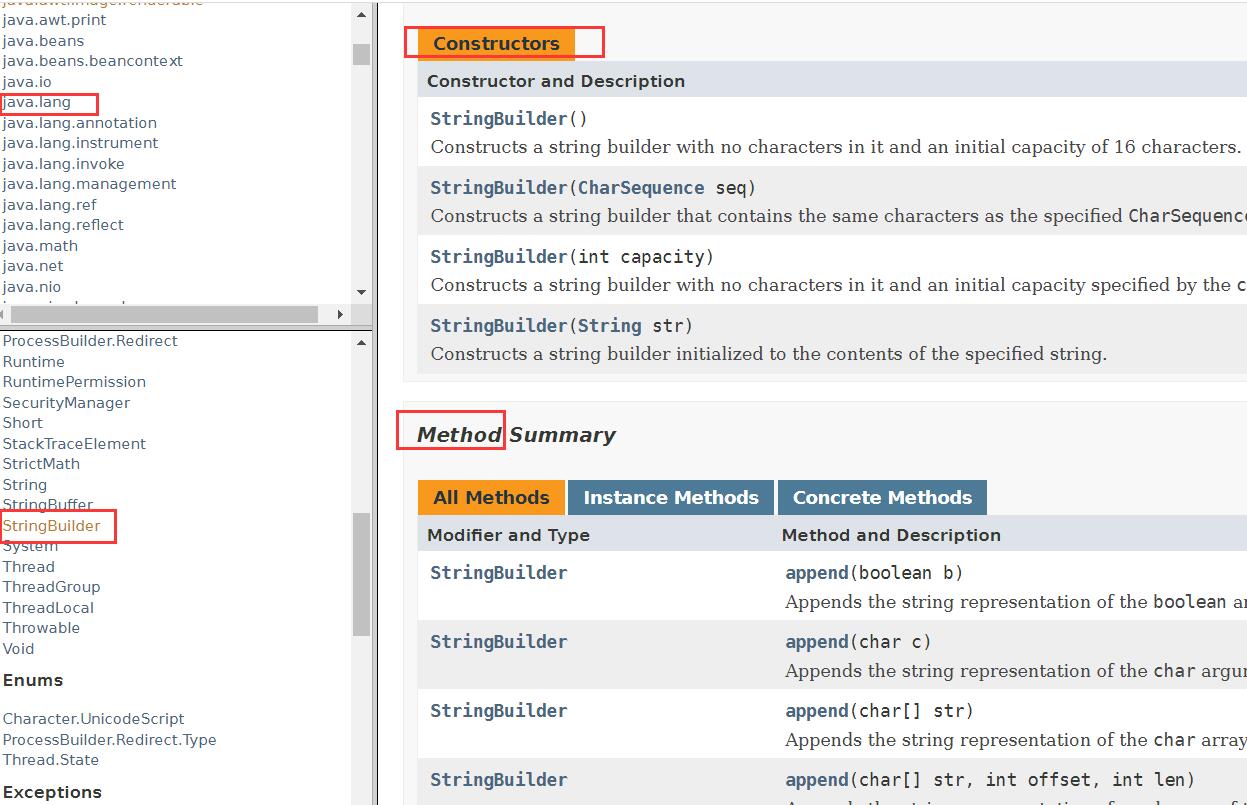 java.awt.image.renderable
java.awt.print
java.beans
java.beans.beancontext
java.io
java.lang
java.lang.annotation
java.lang.instrument
java.lang.invoke
java.lang.management
java.lang.ref
java.lang.reflect
java.math
java.net
java.nio
ProcessBuilder.Redirect
Runtime
RuntimePermission
SecurityManager
Short
StackTraceElement
StrictMath
String
StringBuffer
StringBuilder
System
Thread
ThreadGroup
ThreadLocal
Throwable
Void
Enums
Character.UnicodeScript
ProcessBuilder.Redirect.Type
Thread.State
Exceptions
Constructors
Constructor and Description
StringBuilder()
Constructs a string builder with no characters in it and an initial capacity of 16 characters.
StringBuilder(CharSequence seq)
Constructs a string builder that contains the same characters as the specified CharSequence
StringBuilder(int capacity)
Constructs a string builder with no characters in it and an initial capacity specified by the c
StringBuilder(String str)
Constructs a string builder initialized to the contents of the specified string.
Method Summary
All Methods Instance Methods Concrete Methods
Modifier and Type Method and Description
StringBuilder append(boolean b)
Appends the string representation of the boolean ar
StringBuilder append(char c)
Appends the string representation of the char argu
StringBuilder append(char[] str)
Appends the string representation of the char array
StringBuilder append(char[] str, int offset, int len)